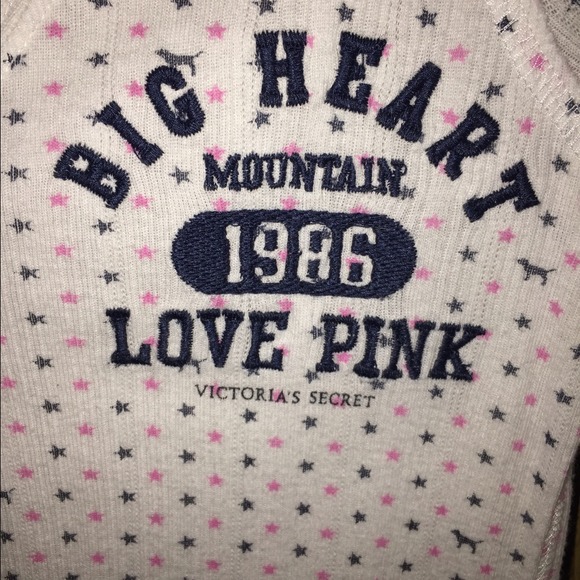 BIG HEART
MOUNTAIN
1986
LOVE PINK
VICTORIA'S SECRET